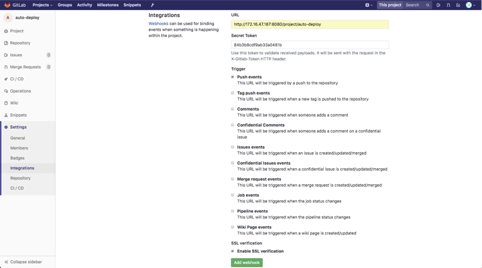 GitLab Projects Groups Activity Milestones Snippets This project Search
A auto-deploy
Project
Repository
Issues 0
Merge Requests 0
CI / CD
Operations
Wiki
Snippets
Settings
General
Members
Badges
Integrations
Repository
CI / CD
Collapse sidebar
Integrations
Webhooks can be used for binding
events when something is happening
within the project.
URL
http://172.16.47.197:8080/project/auto-deploy
Secret Token
Use this token to validate received payloads. It will be sent with the request in the
X-Gitlab-Token HTTP header.
Trigger
Push events
This URL will be triggered by a push to the repository
Tag push events
This URL will be triggered when a new tag is pushed to the repository
Comments
This URL will be triggered when someone adds a comment
Confidential Comments
This URL will be triggered when someone adds a comment on a confidential
issue
Issues events
This URL will be triggered when an issue is created/updated/merged
Confidential Issues events
This URL will be triggered when a confidential issue is created/updated/merged
Merge request events
This URL will be triggered when a merge request is created/updated/merged
Job events
This URL will be triggered when the job status changes
Pipeline events
This URL will be triggered when the pipeline status changes
Wiki Page events
This URL will be triggered when a wiki page is created/updated
SSL verification
Enable SSL verification
Add webhook